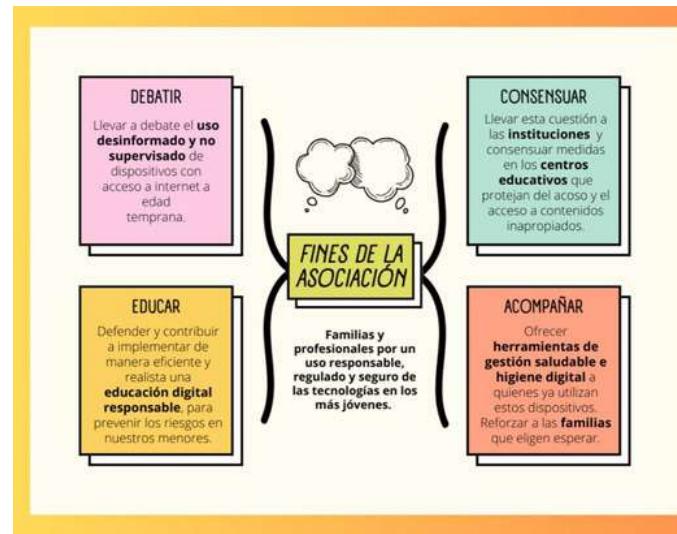 DEBATIR
Llevar a debate el uso
desinformado y no
supervisado de
dispositivos con
acceso a internet a
edad
temprana.
CONSENSUAR
Llevar esta cuestión a
las instituciones y
consensuar medidas
en los centros
educativos que
protejan del acoso y el
acceso a contenidos
inapropiados.
FINES DE LA
ASOCIACIÓN
Familias y
profesionales por un
uso responsable,
regulado y seguro de
las tecnologías en los
más jóvenes.
EDUCAR
Defender y contribuir
a implementar de
manera eficiente y
realista una
educación digital
responsable, para
prevenir los riesgos en
nuestros menores.
ACOMPAÑAR
Ofrecer
herramientas de
gestión saludable e
higiene digital a
quienes ya utilizan
estos dispositivos.
Reforzar a las familias
que eligen esperar.